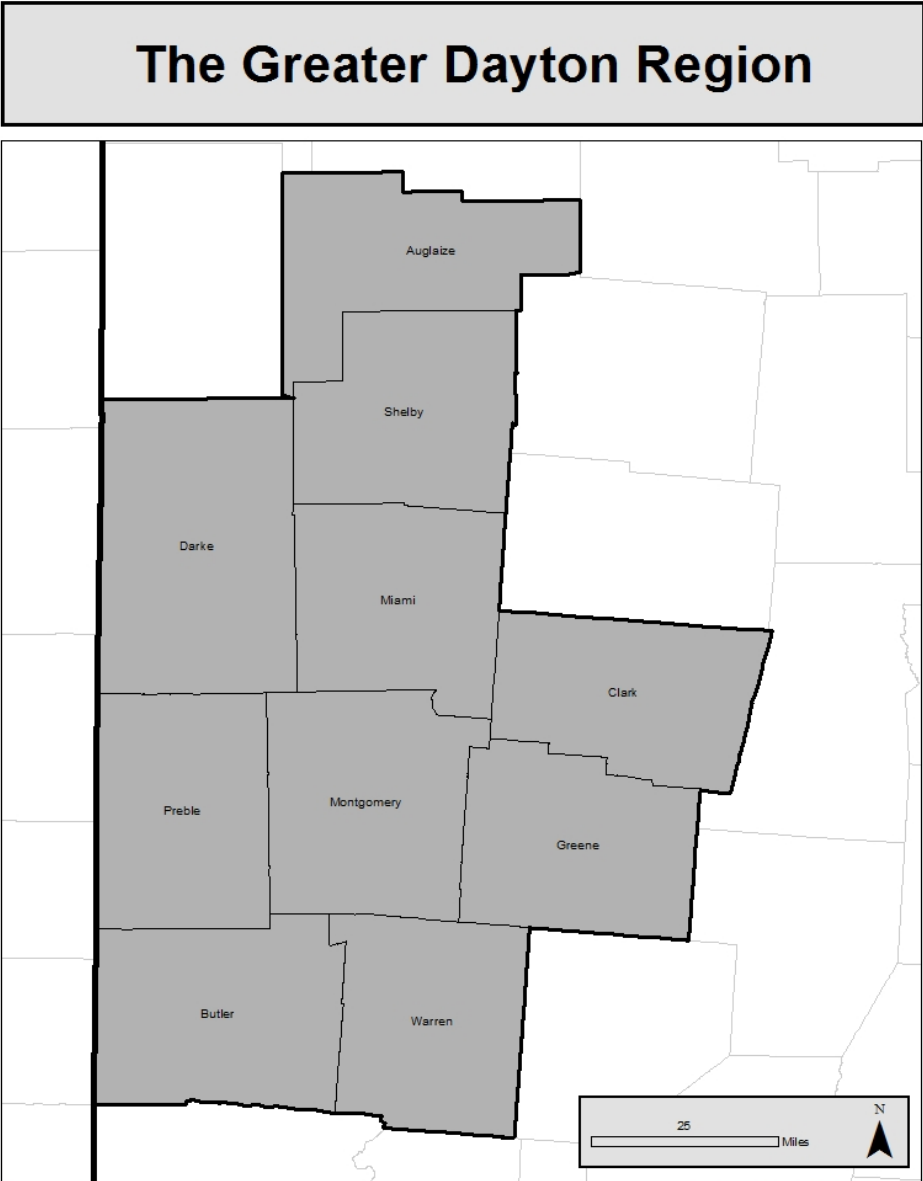 The Greater Dayton Region
Auglaize
Shelby
Darke
Miami
Clark
Preble
Montgomery
Greene
Butler
Warren
25
Miles
N